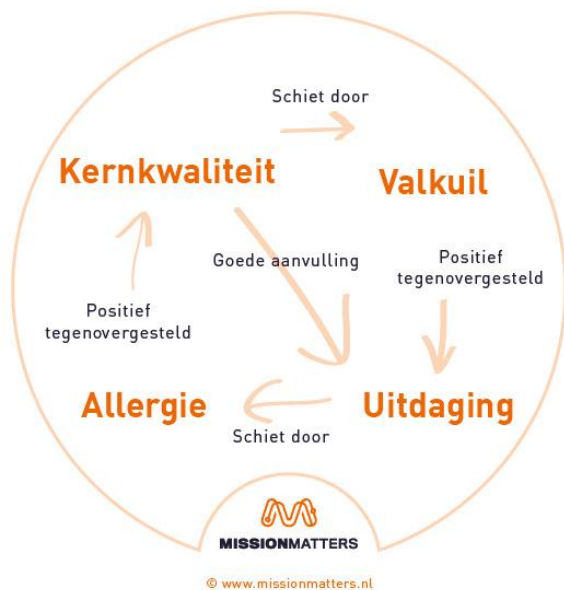 Schiet door
Kernkwaliteit
Valkuil
Goede aanvulling
Positief
tegenovergesteld
Positief
tegenovergesteld
Allergie
Uitdaging
Schiet door
MISSIONMATTERS
© www.missionmatters.nl